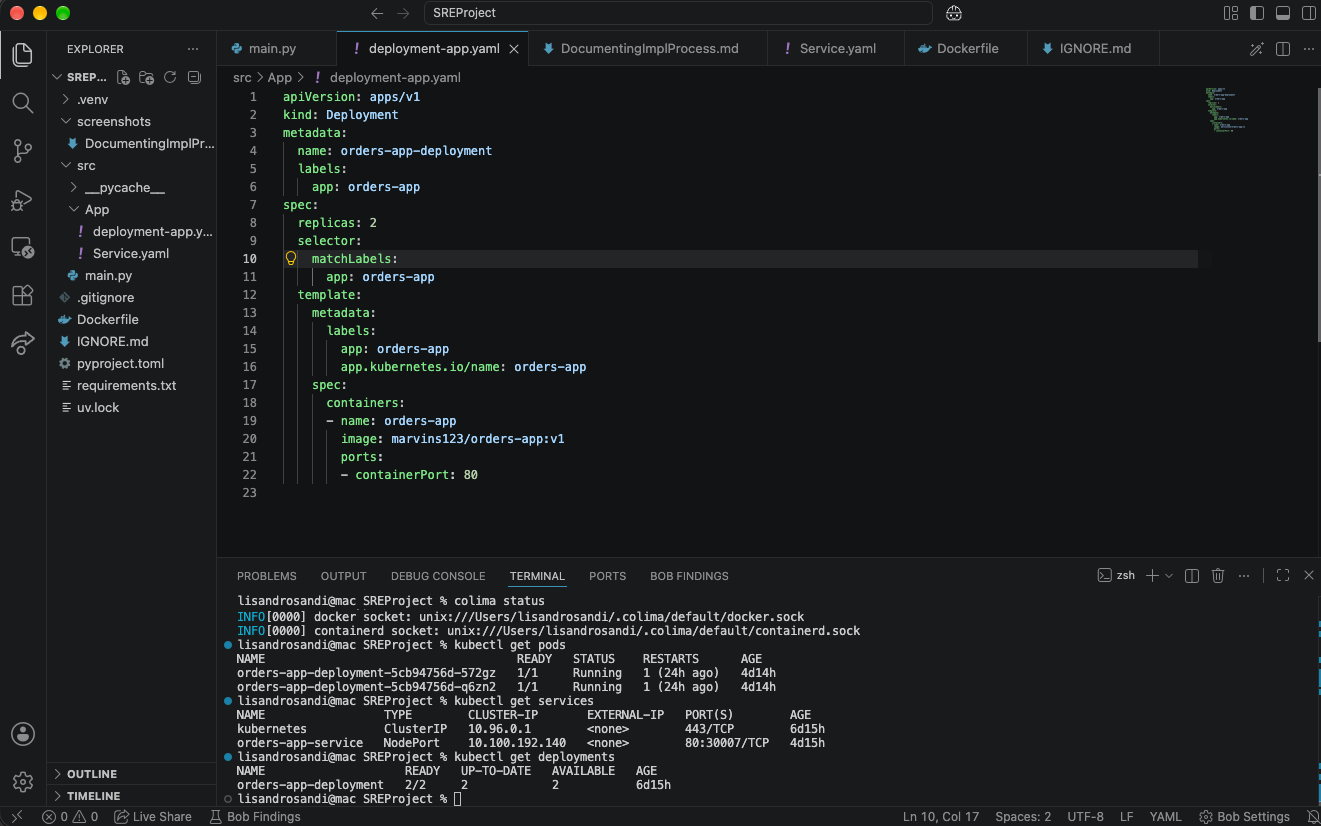 SREProject
EXPLORER
SREP...
.venv
screenshots
DocumentingImplPr...
src
__pycache__
App
deployment-app.y...
Service.yaml
main.py
.gitignore
Dockerfile
IGNORE.md
pyproject.toml
requirements.txt
uv.lock
OUTLINE
TIMELINE
main.py deployment-app.yaml DocumentingImplProcess.md Service.yaml Dockerfile IGNORE.md
src > App > deployment-app.yaml
1 apiVersion: apps/v1
2 kind: Deployment
3 metadata:
4   name: orders-app-deployment
5   labels:
6     app: orders-app
7 spec:
8   replicas: 2
9   selector:
10     matchLabels:
11       app: orders-app
12   template:
13     metadata:
14       labels:
15         app: orders-app
16         app.kubernetes.io/name: orders-app
17     spec:
18       containers:
19       - name: orders-app
20         image: marvins123/orders-app:v1
21         ports:
22         - containerPort: 80
23
PROBLEMS OUTPUT DEBUG CONSOLE TERMINAL PORTS BOB FINDINGS zsh
lisandrosandi@mac SREProject % colima status
INFO[0000] docker socket: unix:///Users/lisandrosandi/.colima/default/docker.sock
INFO[0000] containerd socket: unix:///Users/lisandrosandi/.colima/default/containerd.sock
lisandrosandi@mac SREProject % kubectl get pods
NAME READY STATUS RESTARTS AGE
orders-app-deployment-5cb94756d-572gz 1/1 Running 1 (24h ago) 4d14h
orders-app-deployment-5cb94756d-q6zn2 1/1 Running 1 (24h ago) 4d14h
lisandrosandi@mac SREProject % kubectl get services
NAME TYPE CLUSTER-IP EXTERNAL-IP PORT(S) AGE
kubernetes ClusterIP 10.96.0.1 <none> 443/TCP 6d15h
orders-app-service NodePort 10.100.192.140 <none> 80:30007/TCP 4d15h
lisandrosandi@mac SREProject % kubectl get deployments
NAME READY UP-TO-DATE AVAILABLE AGE
orders-app-deployment 2/2 2 2 6d15h
lisandrosandi@mac SREProject %
0 0 Live Share Bob Findings Ln 10, Col 17 Spaces: 2 UTF-8 LF YAML Bob Settings